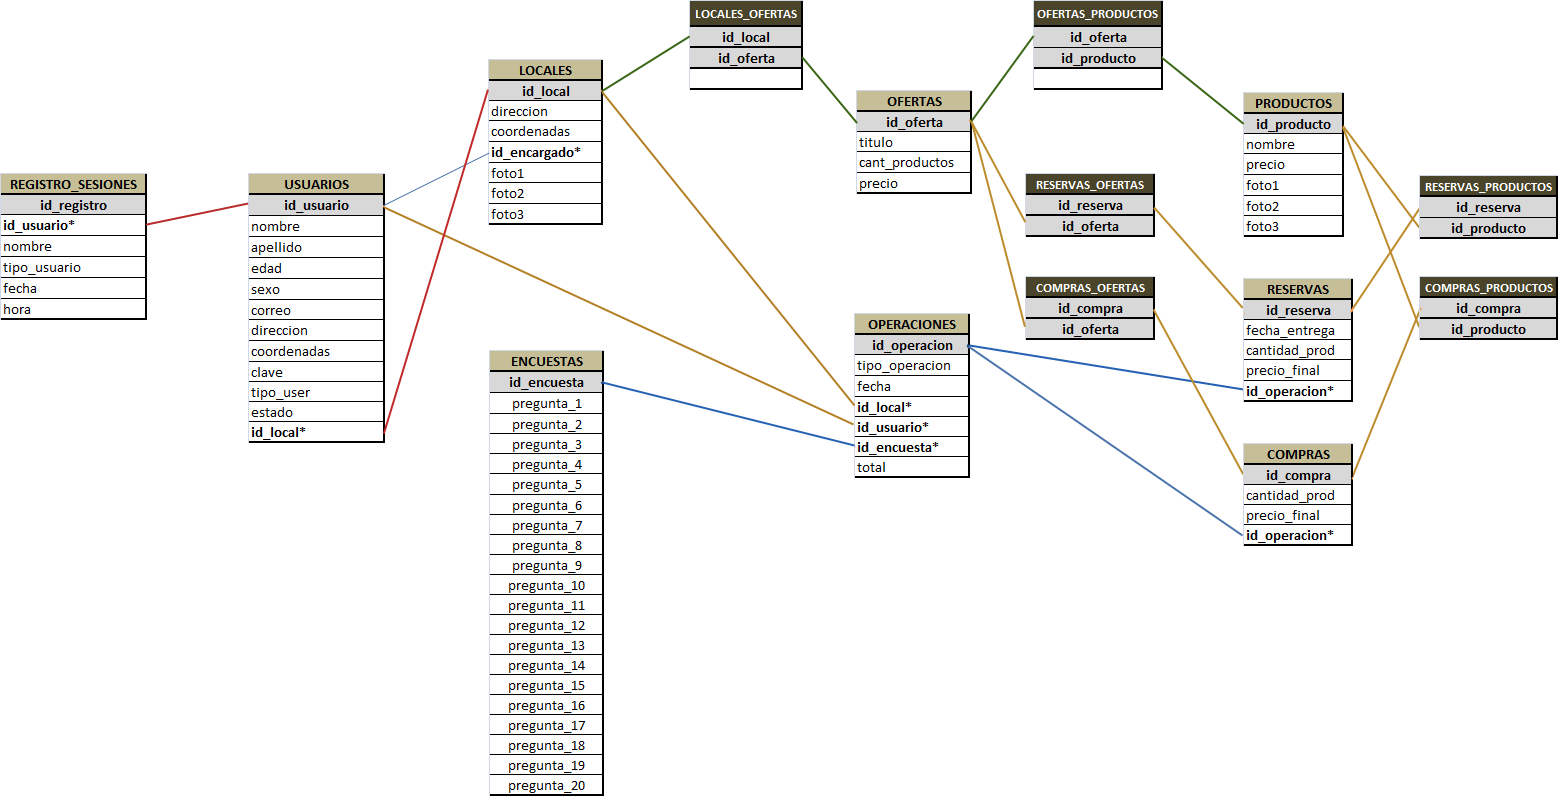 REGISTRO_SESIONES
id_registro
id_usuario*
nombre
tipo_usuario
fecha
hora
USUARIOS
id_usuario
nombre
apellido
edad
sexo
correo
direccion
coordenadas
clave
tipo_user
estado
id_local*
LOCALES
id_local
direccion
coordenadas
id_encargado*
foto1
foto2
foto3
ENCUESTAS
id_encuesta
pregunta_1
pregunta_2
pregunta_3
pregunta_4
pregunta_5
pregunta_6
pregunta_7
pregunta_8
pregunta_9
pregunta_10
pregunta_11
pregunta_12
pregunta_13
pregunta_14
pregunta_15
pregunta_16
pregunta_17
pregunta_18
pregunta_19
pregunta_20
LOCALES_OFERTAS
id_local
id_oferta
OFERTAS
id_oferta
titulo
cant_productos
precio
OPERACIONES
id_operacion
tipo_operacion
fecha
id_local*
id_usuario*
id_encuesta*
total
OFERTAS_PRODUCTOS
id_oferta
id_producto
RESERVAS_OFERTAS
id_reserva
id_oferta
COMPRAS_OFERTAS
id_compra
id_oferta
PRODUCTOS
id_producto
nombre
precio
foto1
foto2
foto3
RESERVAS
id_reserva
fecha_entrega
cantidad_prod
precio_final
id_operacion*
COMPRAS
id_compra
cantidad_prod
precio_final
id_operacion*
RESERVAS_PRODUCTOS
id_reserva
id_producto
COMPRAS_PRODUCTOS
id_compra
id_producto